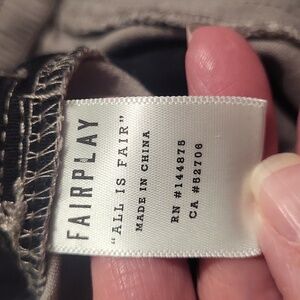 FAIRPLAY
"ALL IS FAIR"
MADE IN CHINA
RN #144875
CA #52706